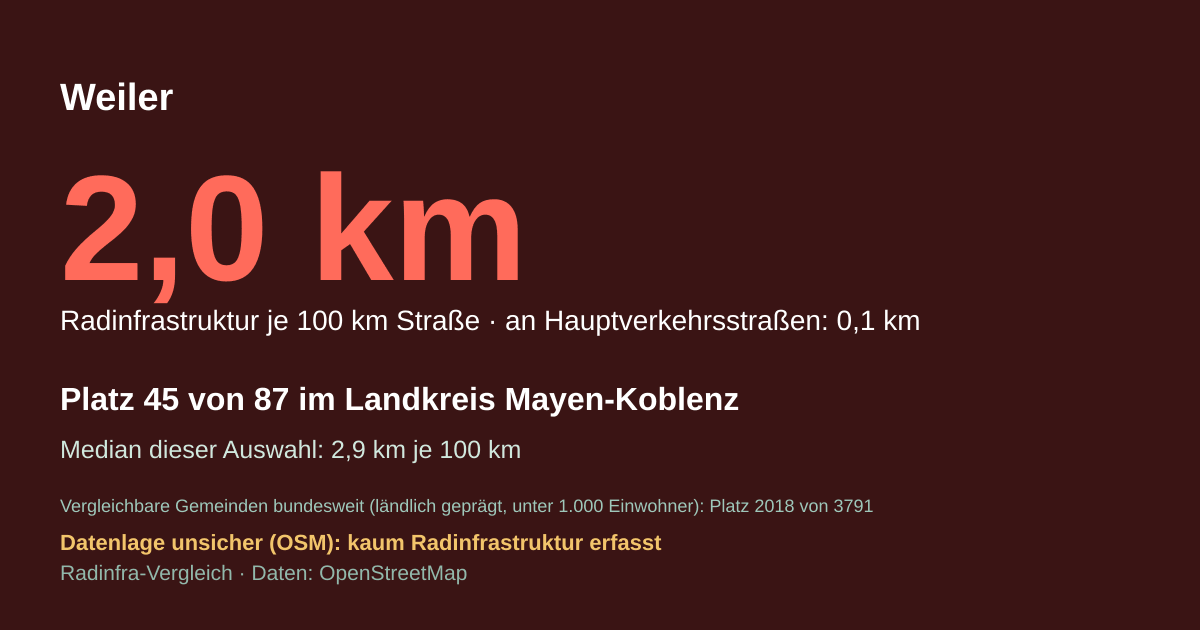 Weiler
2,0 km
Radinfrastruktur je 100 km Straße · an Hauptverkehrsstraßen: 0,1 km
Platz 45 von 87 im Landkreis Mayen-Koblenz
Median dieser Auswahl: 2,9 km je 100 km
Vergleichbare Gemeinden bundesweit (ländlich geprägt, unter 1.000 Einwohner): Platz 2018 von 3791
Datenlage unsicher (OSM): kaum Radinfrastruktur erfasst
Radinfra-Vergleich · Daten: OpenStreetMap